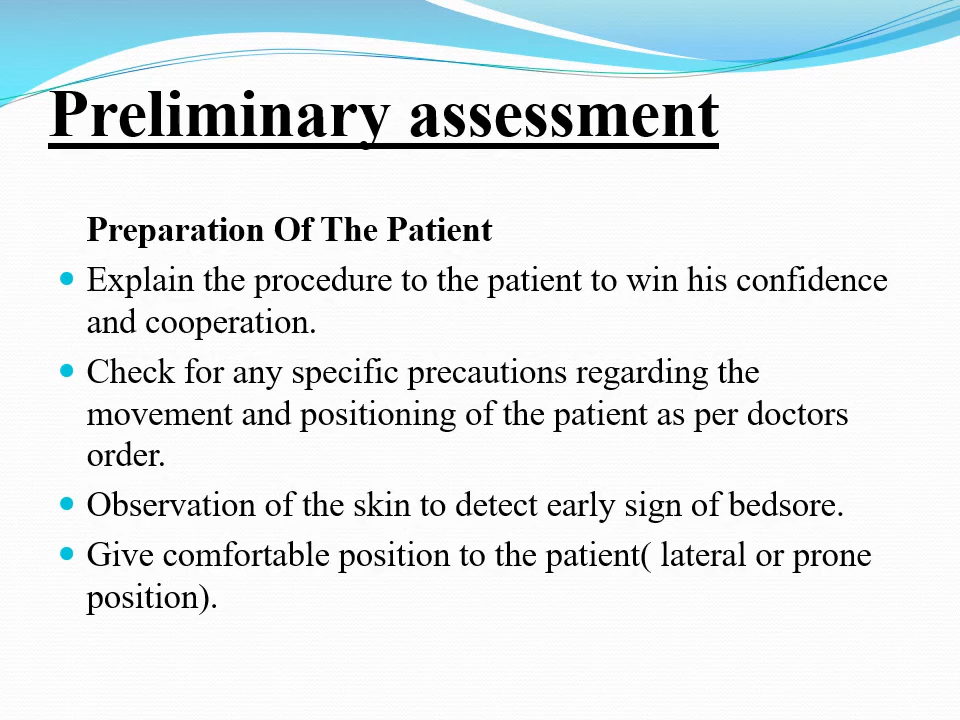 Preliminary assessment
Preparation Of The Patient
Explain the procedure to the patient to win his confidence
and cooperation.
Check for any specific precautions regarding the
movement and positioning of the patient as per doctors
order.
Observation of the skin to detect early sign of bedsore.
Give comfortable position to the patient( lateral or prone
position).